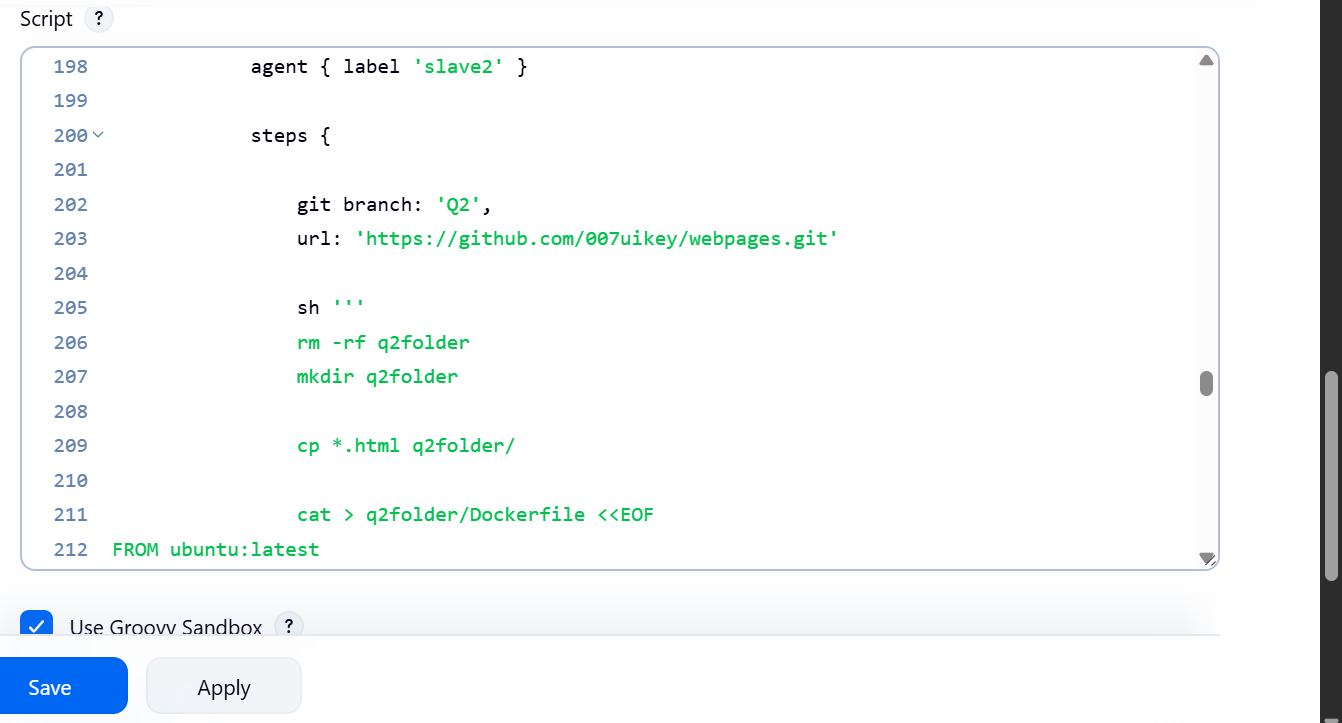 Script ?
198 agent { label 'slave2' }
199
200 steps {
201
202 git branch: 'Q2',
203 url: 'https://github.com/007uikey/webpages.git'
204
205 sh '''
206 rm -rf q2folder
207 mkdir q2folder
208
209 cp *.html q2folder/
210
211 cat > q2folder/Dockerfile <<EOF
212 FROM ubuntu:latest
Use Groovy Sandbox ?
Save Apply